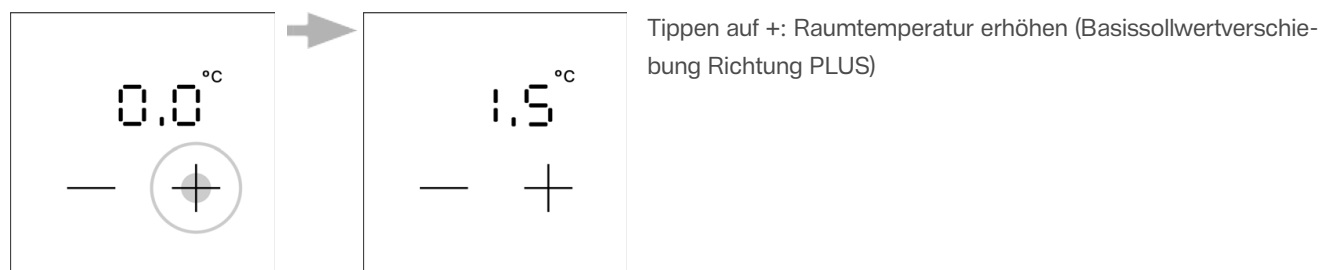 Tippen auf +: Raumtemperatur erhöhen (Basissollwertverschie-
bung Richtung PLUS)
0.0 °C
1.5 °C
− +
− +